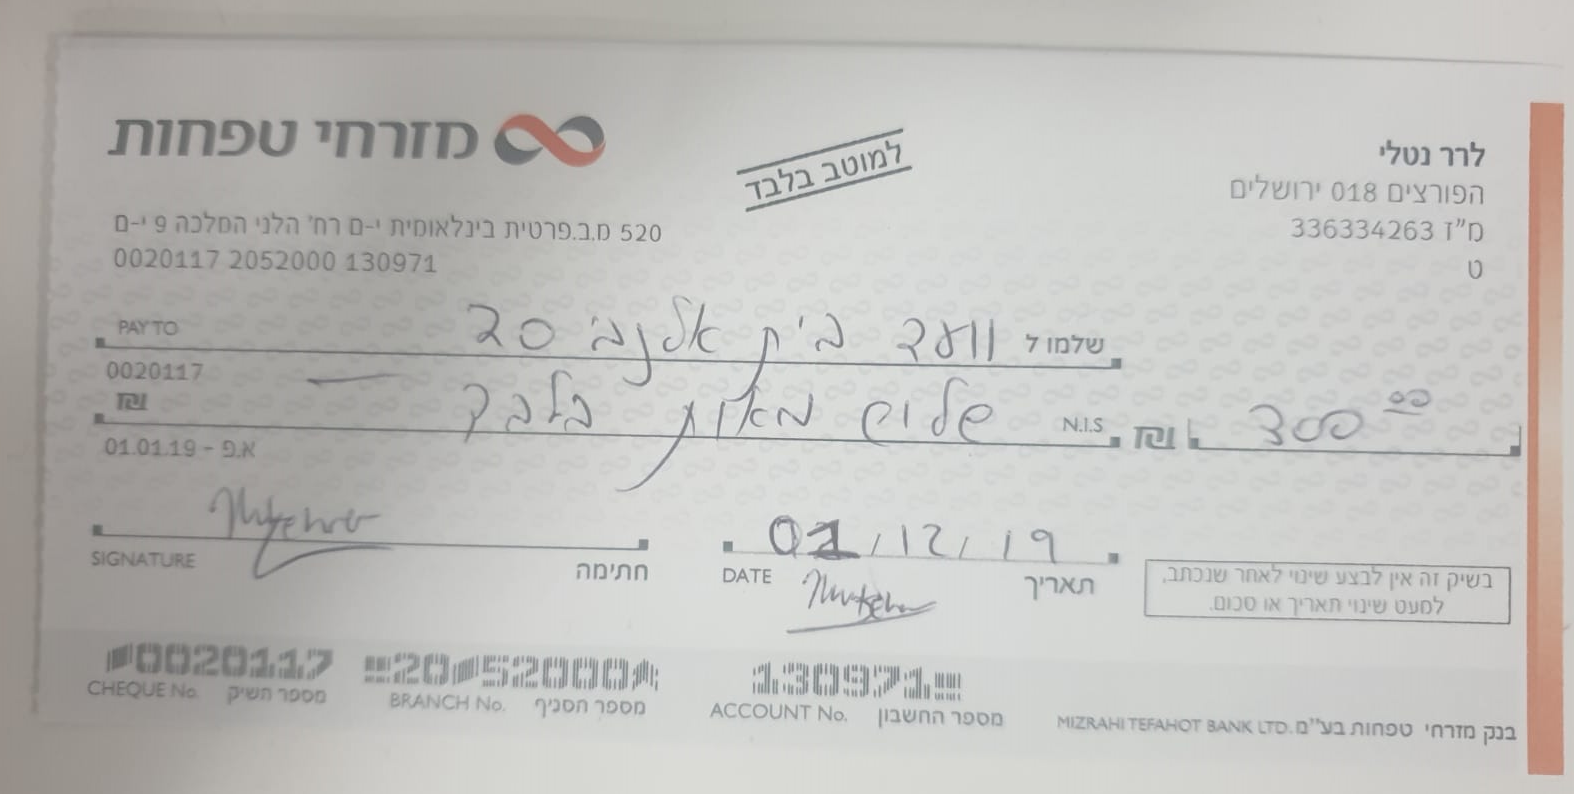 מזרחי טפחות
למוטב בלבד
לרר נטלי
הפורצים 018 ירושלים
מ"ז 336334263
ט
520 מ.ב.פרטית בינלאומית י-ם רח' הלני המלכה 9 י-ם
0020117 2052000 130971
PAY TO שלמו ל וועד בית אלנבי 20
0020117
₪ שלוש מאות בלבד N.I.S. ₪ 300.00
01.01.19 - א.פ
SIGNATURE חתימה
DATE תאריך 01/12/19
בשיק זה אין לבצע שינוי לאחר שנכתב,
למעט שינוי תאריך או סכום.
0020117 20 52000 130971
CHEQUE No. מספר השיק BRANCH No. מספר הסניף ACCOUNT No. מספר החשבון
MIZRAHI TEFAHOT BANK LTD. בנק מזרחי טפחות בע"מ